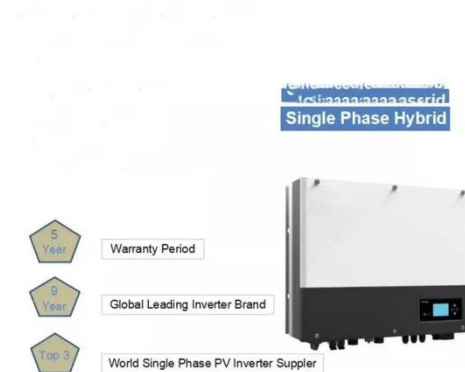 Single Phase Hybrid
5
Year
Warranty Period
9
Year
Global Leading Inverter Brand
Top 3
World Single Phase PV Inverter Suppler